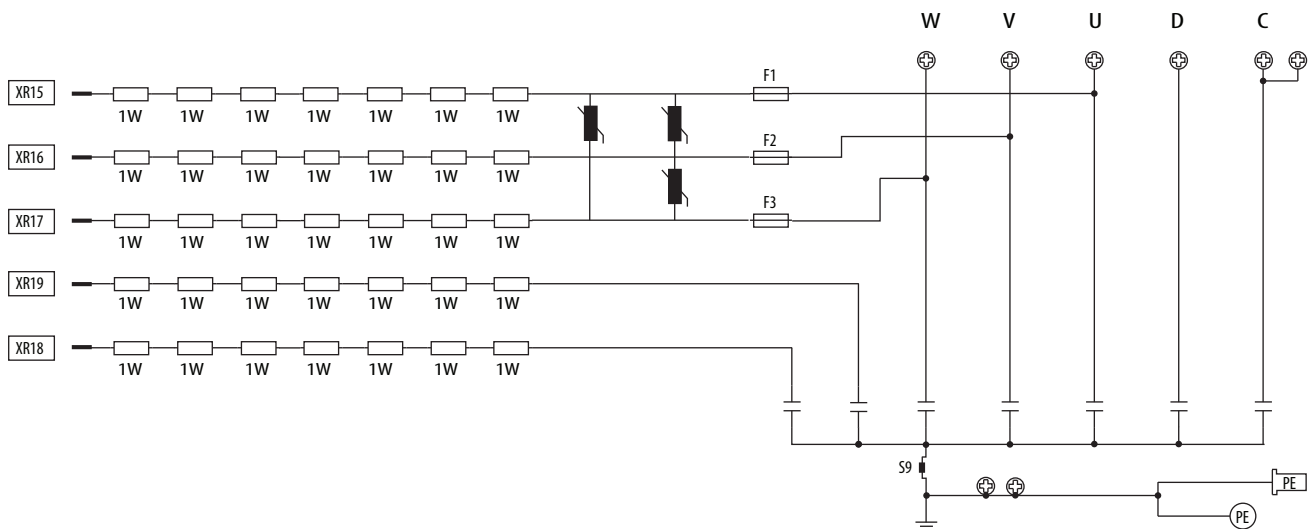 W V U D C
XR15 F1
1W 1W 1W 1W 1W 1W 1W
XR16 F2
1W 1W 1W 1W 1W 1W 1W
XR17 F3
1W 1W 1W 1W 1W 1W 1W
XR19
1W 1W 1W 1W 1W 1W 1W
XR18
1W 1W 1W 1W 1W 1W 1W
S9
PE
PE